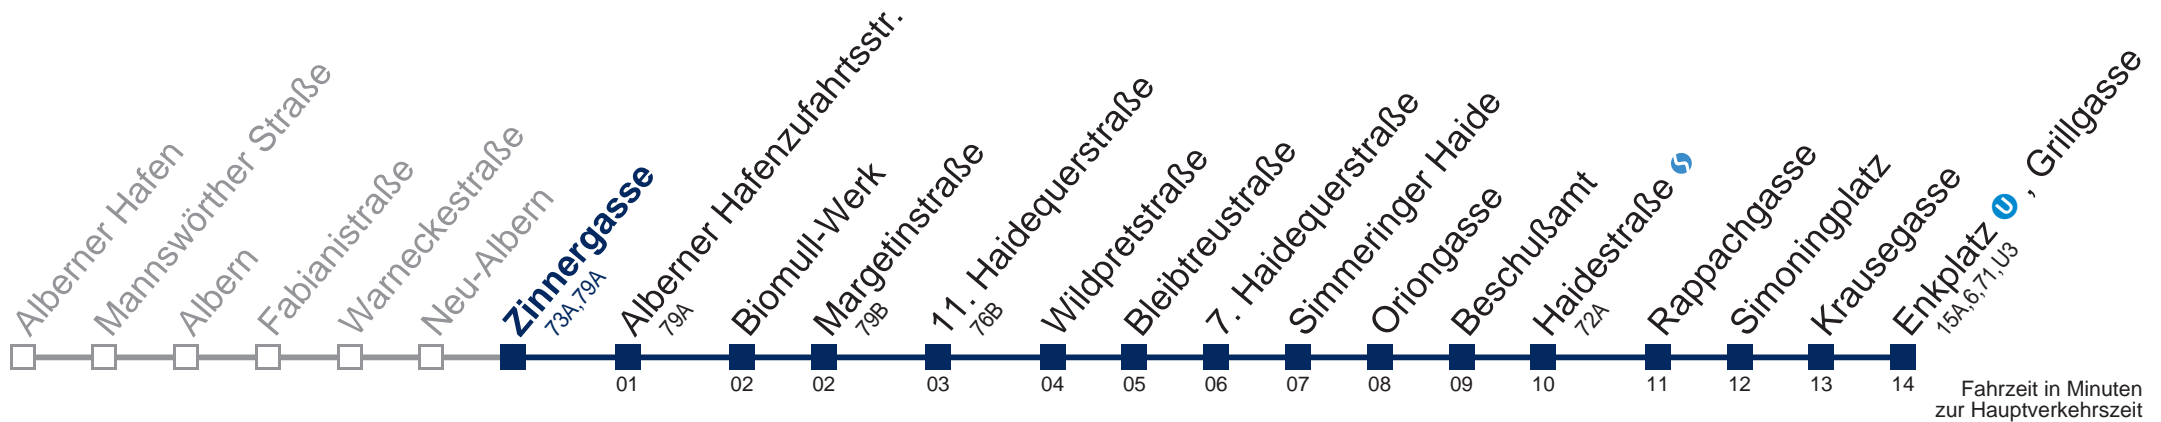 Alberner Hafen
Mannswörther Straße
Albern
Fabianistraße
Warneckestraße
Neu-Albern
Zinnergasse
73A,79A
Alberner Hafenzufahrtsstr.
79A
Biomull-Werk
Margetinstraße
79B
11. Haidequerstraße
76B
Wildpretstraße
Bleibtreustraße
7. Haidequerstraße
Simmeringer Haide
Oriongasse
Beschußamt
Haidestraße S
72A
Rappachgasse
Simoningplatz
Krausegasse
Enkplatz U , Grillgasse
15A,6,71,U3
01 02 02 03 04 05 06 07 08 09 10 11 12 13 14
Fahrzeit in Minuten
zur Hauptverkehrszeit